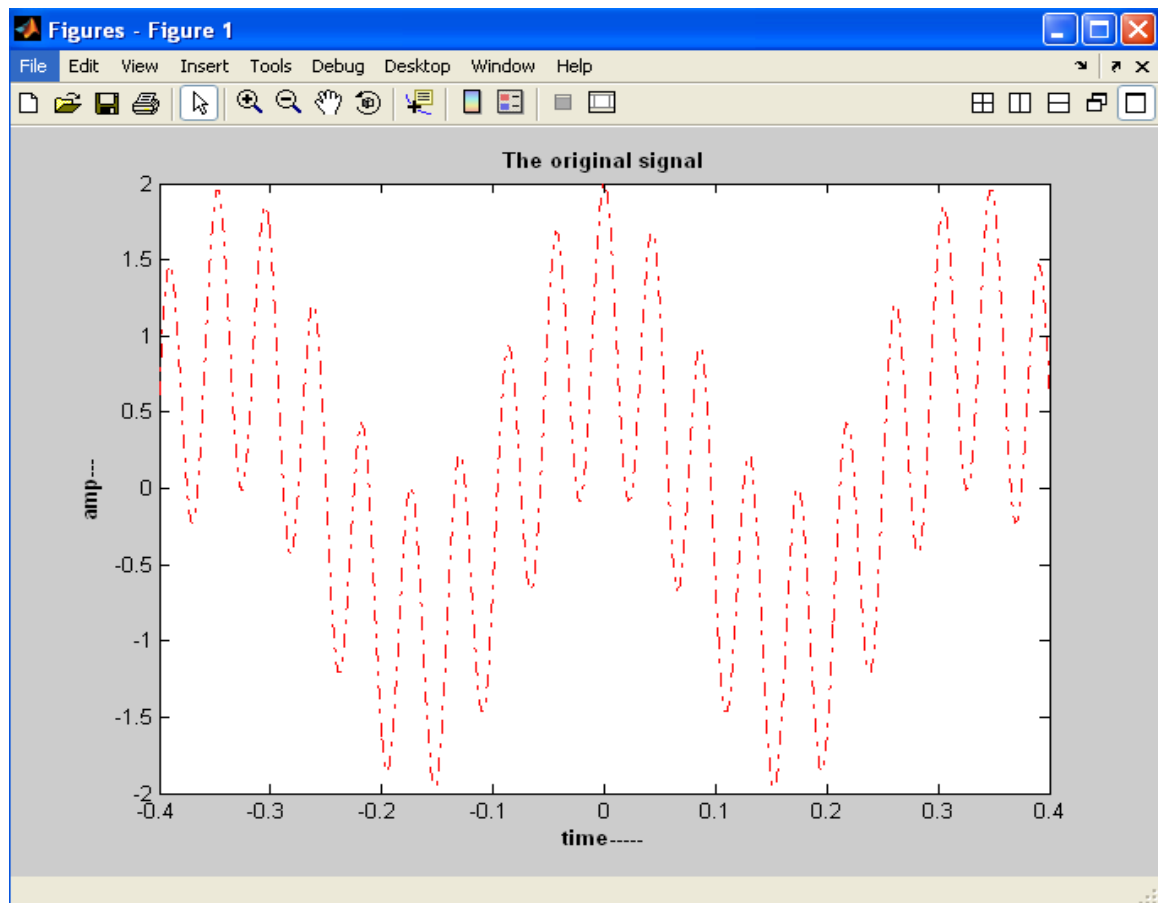 Figures - Figure 1
File Edit View Insert Tools Debug Desktop Window Help
The original signal
2
1.5
1
0.5
0
-0.5
-1
-1.5
-2
amp---
-0.4 -0.3 -0.2 -0.1 0 0.1 0.2 0.3 0.4
time-----